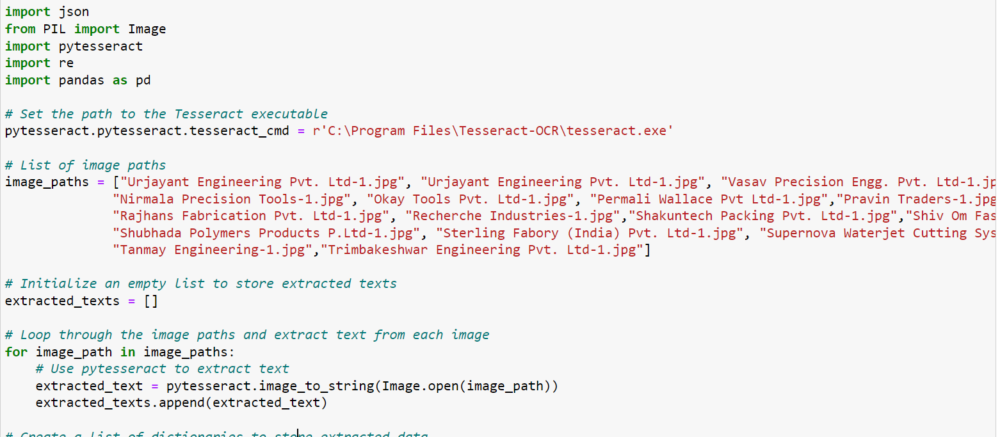 import json
from PIL import Image
import pytesseract
import re
import pandas as pd
# Set the path to the Tesseract executable
pytesseract.pytesseract.tesseract_cmd = r'C:\Program Files\Tesseract-OCR\tesseract.exe'
# List of image paths
image_paths = ["Urjayant Engineering Pvt. Ltd-1.jpg", "Urjayant Engineering Pvt. Ltd-1.jpg", "Vasav Precision Engg. Pvt. Ltd-1.jp
"Nirmala Precision Tools-1.jpg", "Okay Tools Pvt. Ltd-1.jpg", "Permali Wallace Pvt Ltd-1.jpg","Pravin Traders-1.jpg
"Rajhans Fabrication Pvt. Ltd-1.jpg", "Recherche Industries-1.jpg","Shakuntech Packing Pvt. Ltd-1.jpg","Shiv Om Fas
"Shubhada Polymers Products P.Ltd-1.jpg", "Sterling Fabory (India) Pvt. Ltd-1.jpg", "Supernova Waterjet Cutting Sys
"Tanmay Engineering-1.jpg","Trimbakeshwar Engineering Pvt. Ltd-1.jpg"]
# Initialize an empty list to store extracted texts
extracted_texts = []
# Loop through the image paths and extract text from each image
for image_path in image_paths:
# Use pytesseract to extract text
extracted_text = pytesseract.image_to_string(Image.open(image_path))
extracted_texts.append(extracted_text)
# Create a list of dictionaries to store extracted data